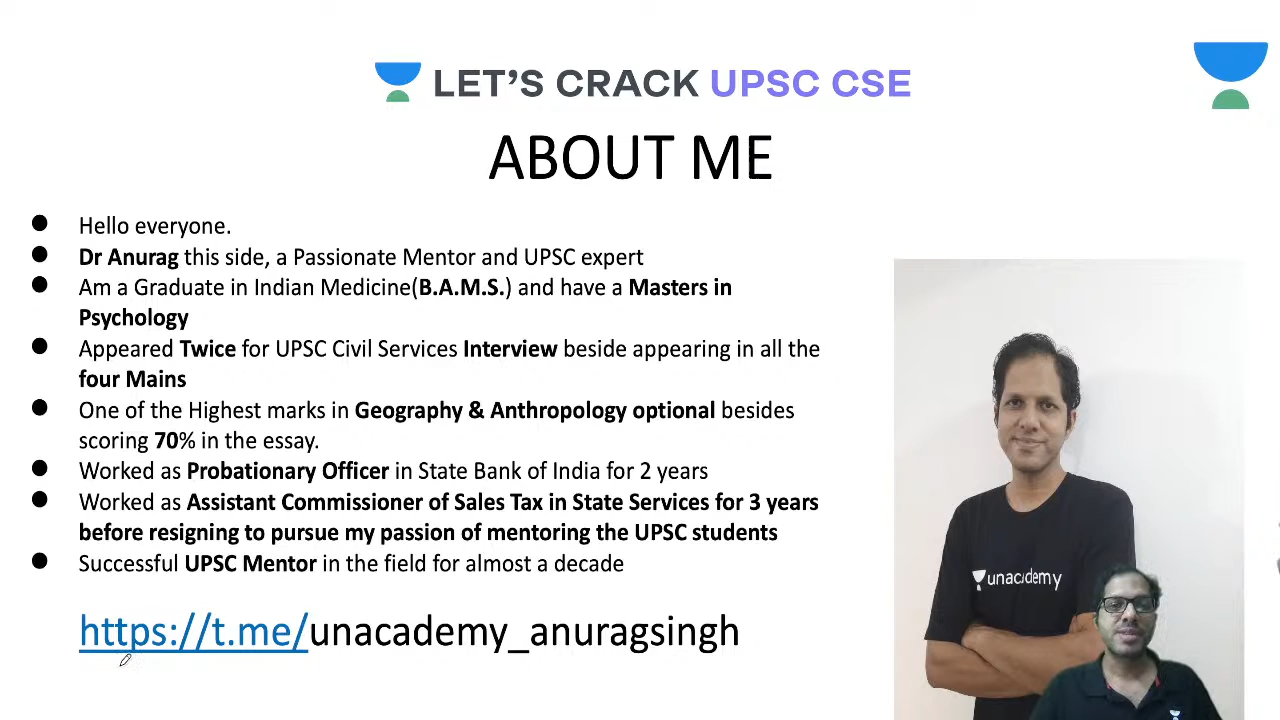 LET'S CRACK UPSC CSE
ABOUT ME
● Hello everyone.
● Dr Anurag this side, a Passionate Mentor and UPSC expert
● Am a Graduate in Indian Medicine(B.A.M.S.) and have a Masters in
Psychology
● Appeared Twice for UPSC Civil Services Interview beside appearing in all the
four Mains
● One of the Highest marks in Geography & Anthropology optional besides
scoring 70% in the essay.
● Worked as Probationary Officer in State Bank of India for 2 years
● Worked as Assistant Commissioner of Sales Tax in State Services for 3 years
before resigning to pursue my passion of mentoring the UPSC students
● Successful UPSC Mentor in the field for almost a decade
https://t.me/unacademy_anuragsingh
unacademy